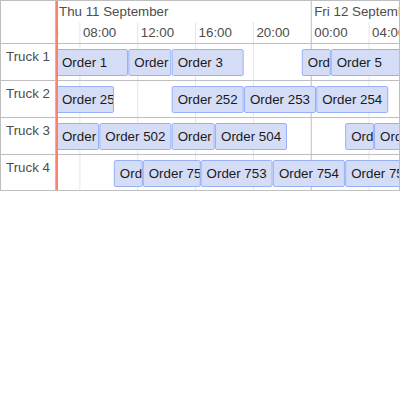 Thu 11 September Fri 12 Septem
08:00 12:00 16:00 20:00 00:00 04:00
Truck 1 Order 1 Order Order 3 Ord Order 5
Truck 2 Order 25 Order 252 Order 253 Order 254
Truck 3 Order Order 502 Order Order 504 Ord Ord
Truck 4 Ord Order 75 Order 753 Order 754 Order 75